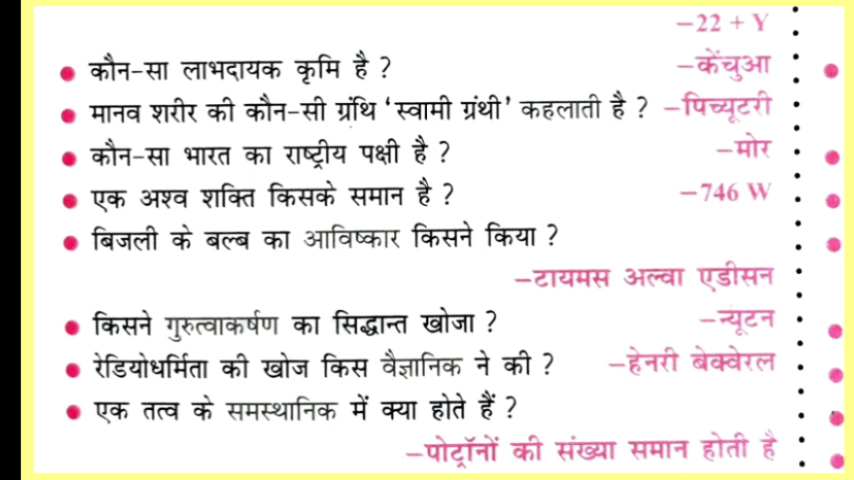 –22 + Y
• कौन-सा लाभदायक कृमि है ? –केंचुआ
• मानव शरीर की कौन-सी ग्रंथि ‘स्वामी ग्रंथी’ कहलाती है ? –पिच्यूटरी
• कौन-सा भारत का राष्ट्रीय पक्षी है ? –मोर
• एक अश्व शक्ति किसके समान है ? –746 W
• बिजली के बल्ब का आविष्कार किसने किया ?
–टायमस अल्वा एडीसन
• किसने गुरुत्वाकर्षण का सिद्धान्त खोजा ? –न्यूटन
• रेडियोधर्मिता की खोज किस वैज्ञानिक ने की ? –हेनरी बेक्वेरल
• एक तत्व के समस्थानिक में क्या होते हैं ?
–पोट्रॉनों की संख्या समान होती है